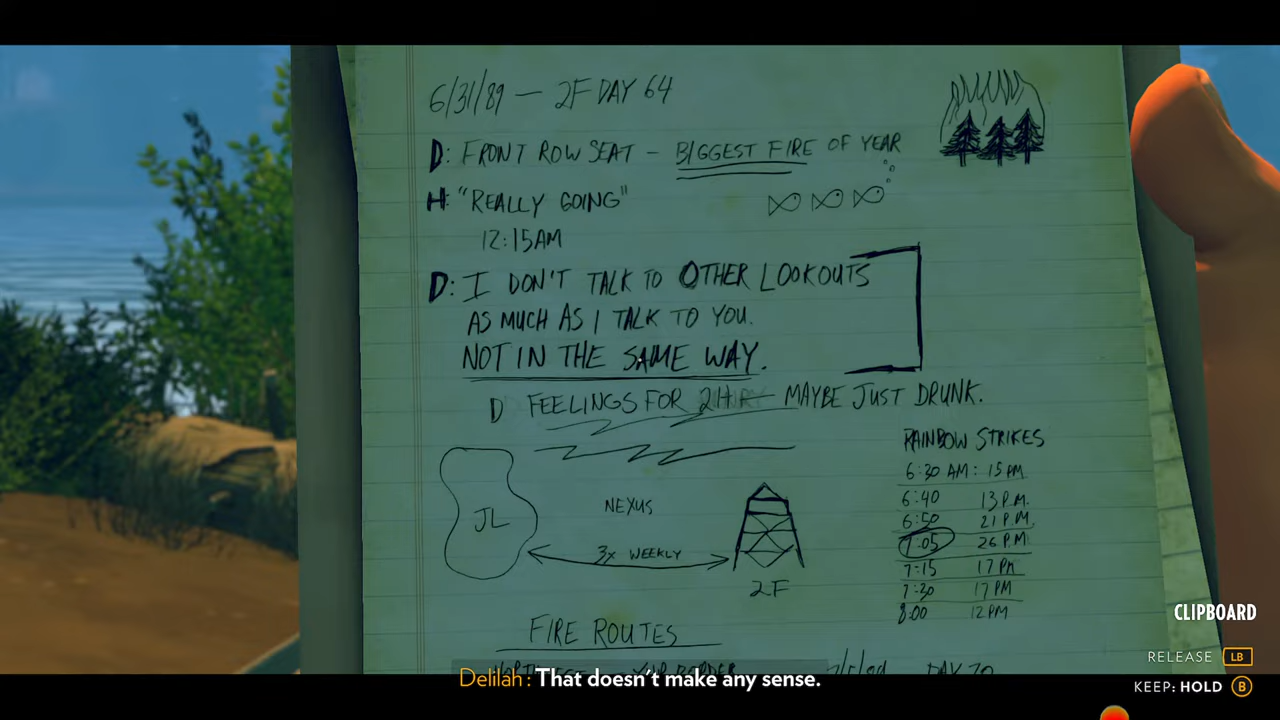 6/31/89 — 2F DAY 64
D: FRONT ROW SEAT – BIGGEST FIRE OF YEAR
H: "REALLY GOING"
12:15AM
D: I DON'T TALK TO OTHER LOOKOUTS
AS MUCH AS I TALK TO YOU.
NOT IN THE SAME WAY.
D FEELINGS FOR MAYBE JUST DRUNK.
JL
NEXUS
3x WEEKLY
2F
RAINBOW STRIKES
6:30 AM: 15 PM
6:40 13 P.M.
6:50 21 P.M.
7:05 26 P.M
7:15 17 PM
7:30 17 PM
8:00 12 PM
FIRE ROUTES
DAY 70
CLIPBOARD
RELEASE LB
KEEP: HOLD B
Delilah: That doesn't make any sense.